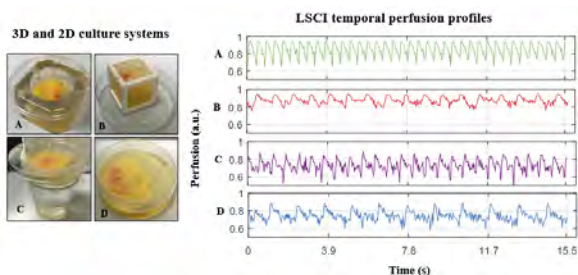 3D and 2D culture systems
A
B
C
D
LSCI temporal perfusion profiles
Perfusion (a.u.)
A
1
0.8
0.6
B
1
0.8
0.6
C
1
0.8
0.6
D
1
0.8
0.6
0 3.9 7.8 11.7 15.6
Time (s)